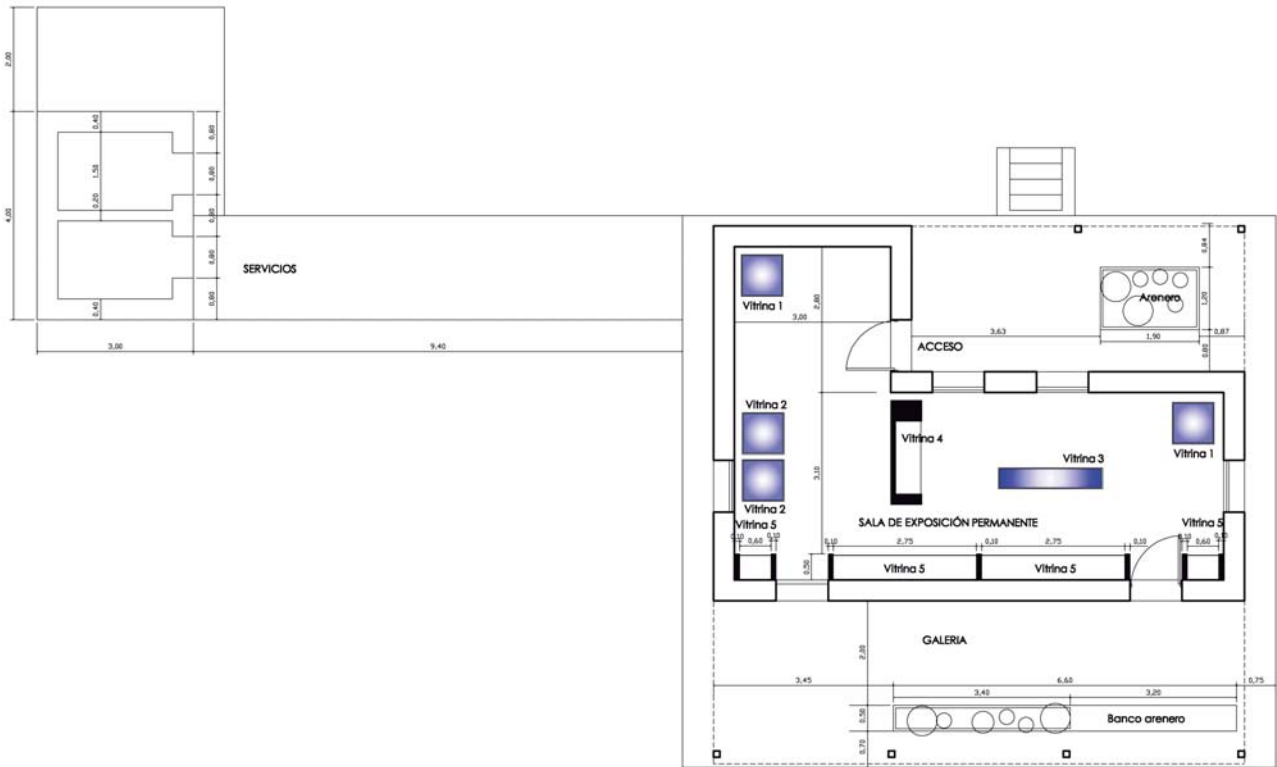 2,00
4,00
0,40
1,50
0,20
0,40
0,80
0,80
0,80
0,80
0,80
3,00
9,40
SERVICIOS
Vitrina 1
2,80
3,00
ACCESO
3,63
Arenero
0,84
1,20
1,90
0,87
0,80
Vitrina 2
Vitrina 2
Vitrina 5
3,10
Vitrina 4
Vitrina 3
Vitrina 1
SALA DE EXPOSICIÓN PERMANENTE
Vitrina 5
0,10
0,60
0,10
0,10
2,75
0,10
2,75
0,10
0,10
0,60
0,10
0,50
Vitrina 5
Vitrina 5
GALERIA
2,00
3,45
6,60
0,75
3,40
3,20
0,50
Banco arenero
0,70